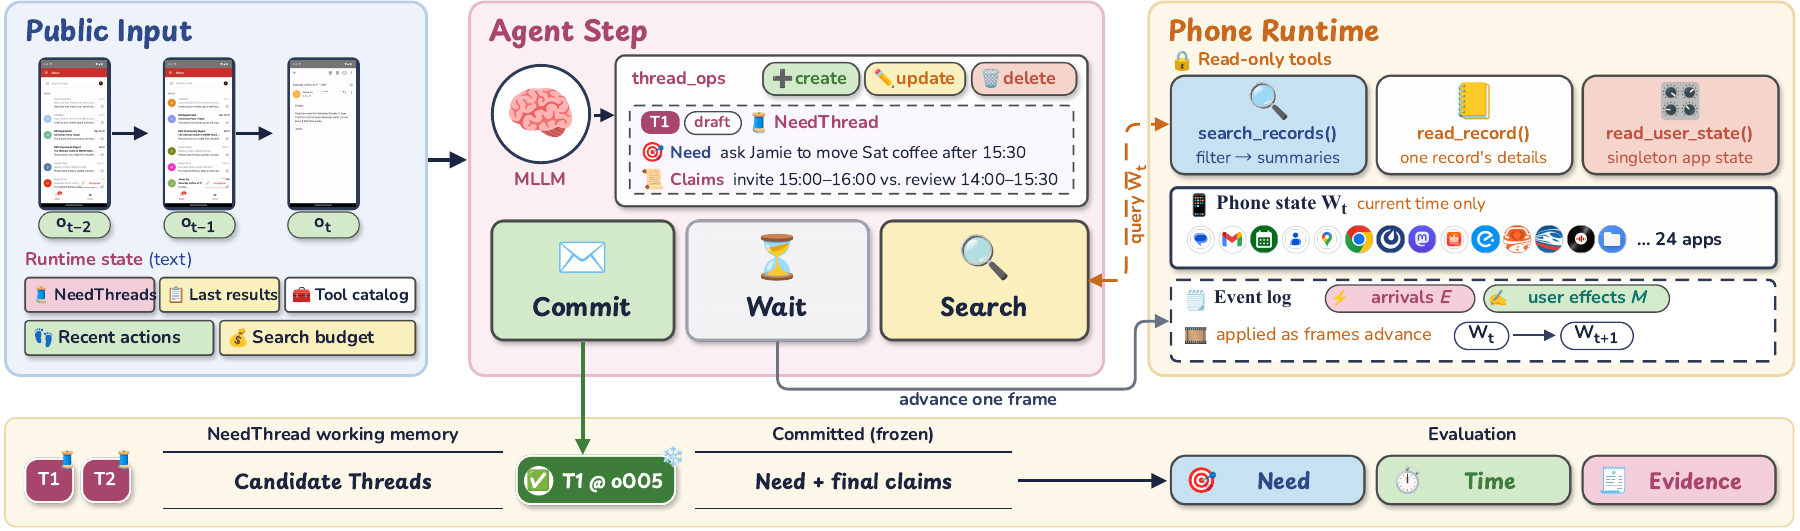 Public Input
o_{t-2}
o_{t-1}
o_t
Runtime state (text)
NeedThreads
Last results
Tool catalog
Recent actions
Search budget
Agent Step
MLLM
thread_ops
create
update
delete
T1 draft NeedThread
Need ask Jamie to move Sat coffee after 15:30
Claims invite 15:00–16:00 vs. review 14:00–15:30
Commit
Wait
Search
query W_t
advance one frame
Phone Runtime
Read-only tools
search_records()
filter → summaries
read_record()
one record's details
read_user_state()
singleton app state
Phone state W_t current time only
... 24 apps
Event log
arrivals E
user effects M
applied as frames advance
W_t
W_{t+1}
NeedThread working memory
T1
T2
Candidate Threads
T1 @ o005
Committed (frozen)
Need + final claims
Evaluation
Need
Time
Evidence